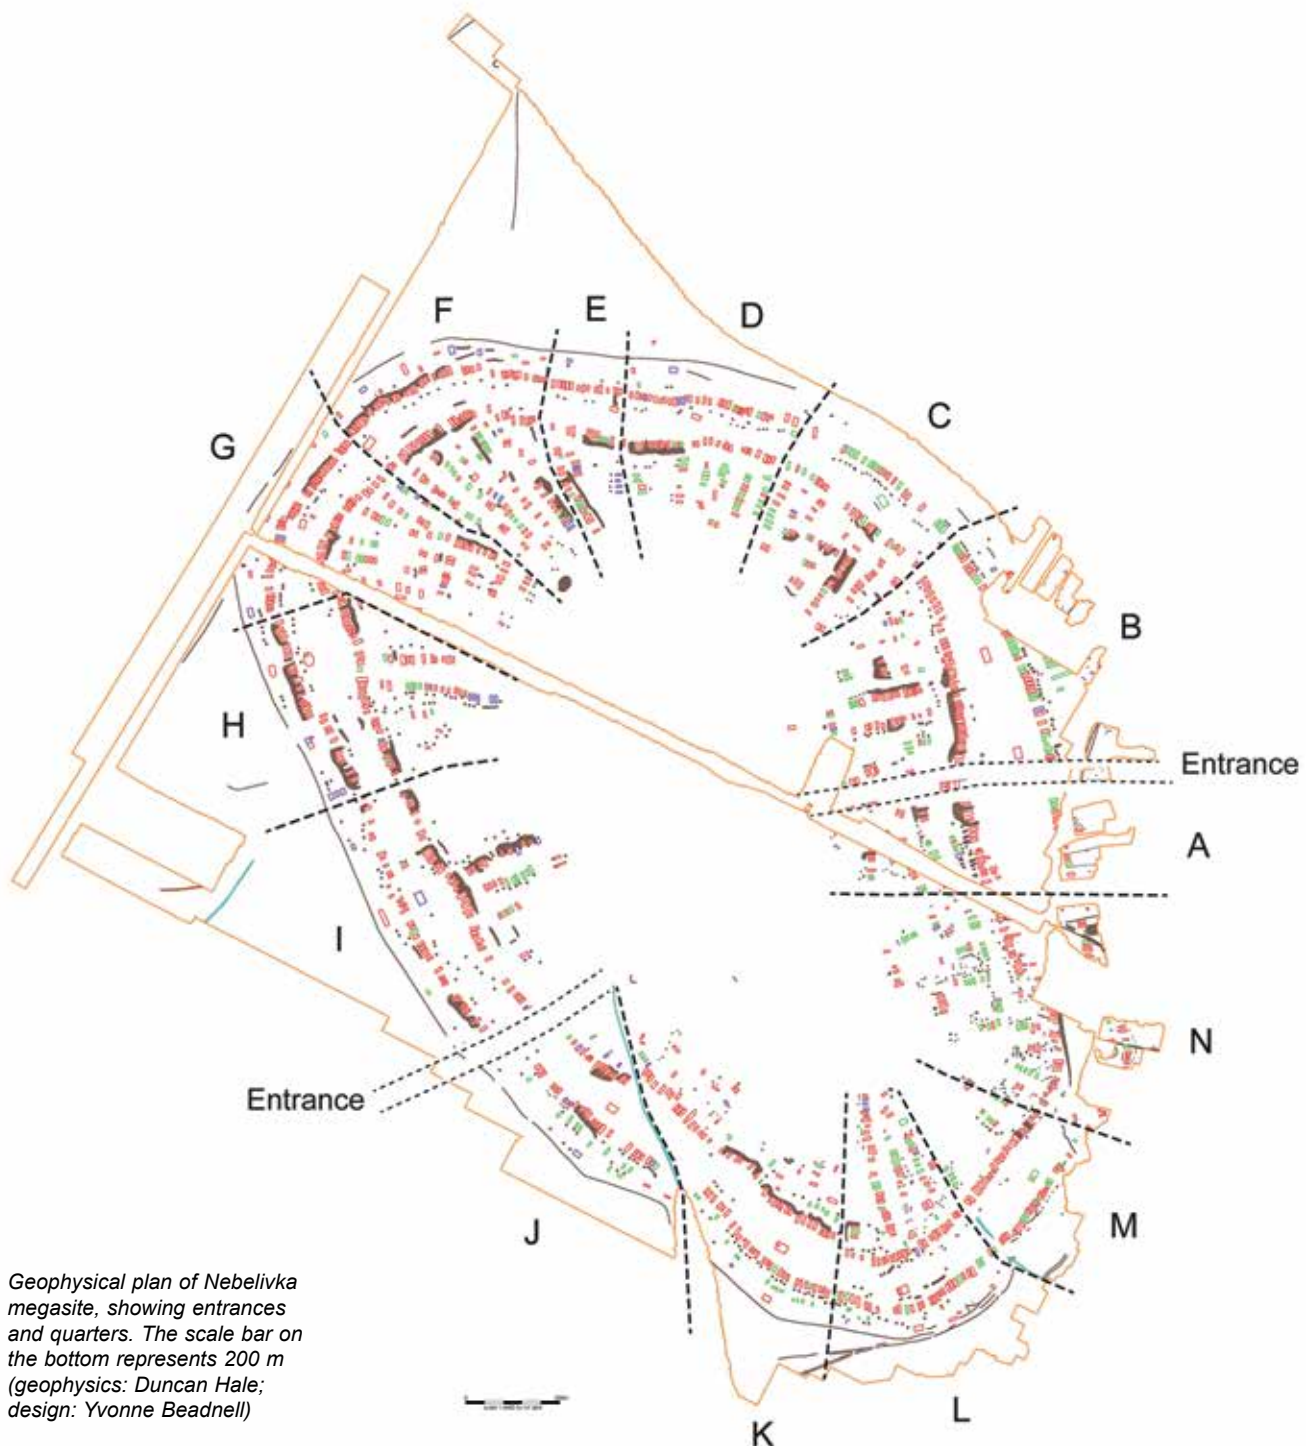 F
E
D
C
G
B
H
Entrance
A
I
N
Entrance
M
J
L
K
Geophysical plan of Nebelivka
megasite, showing entrances
and quarters. The scale bar on
the bottom represents 200 m
(geophysics: Duncan Hale;
design: Yvonne Beadnell)